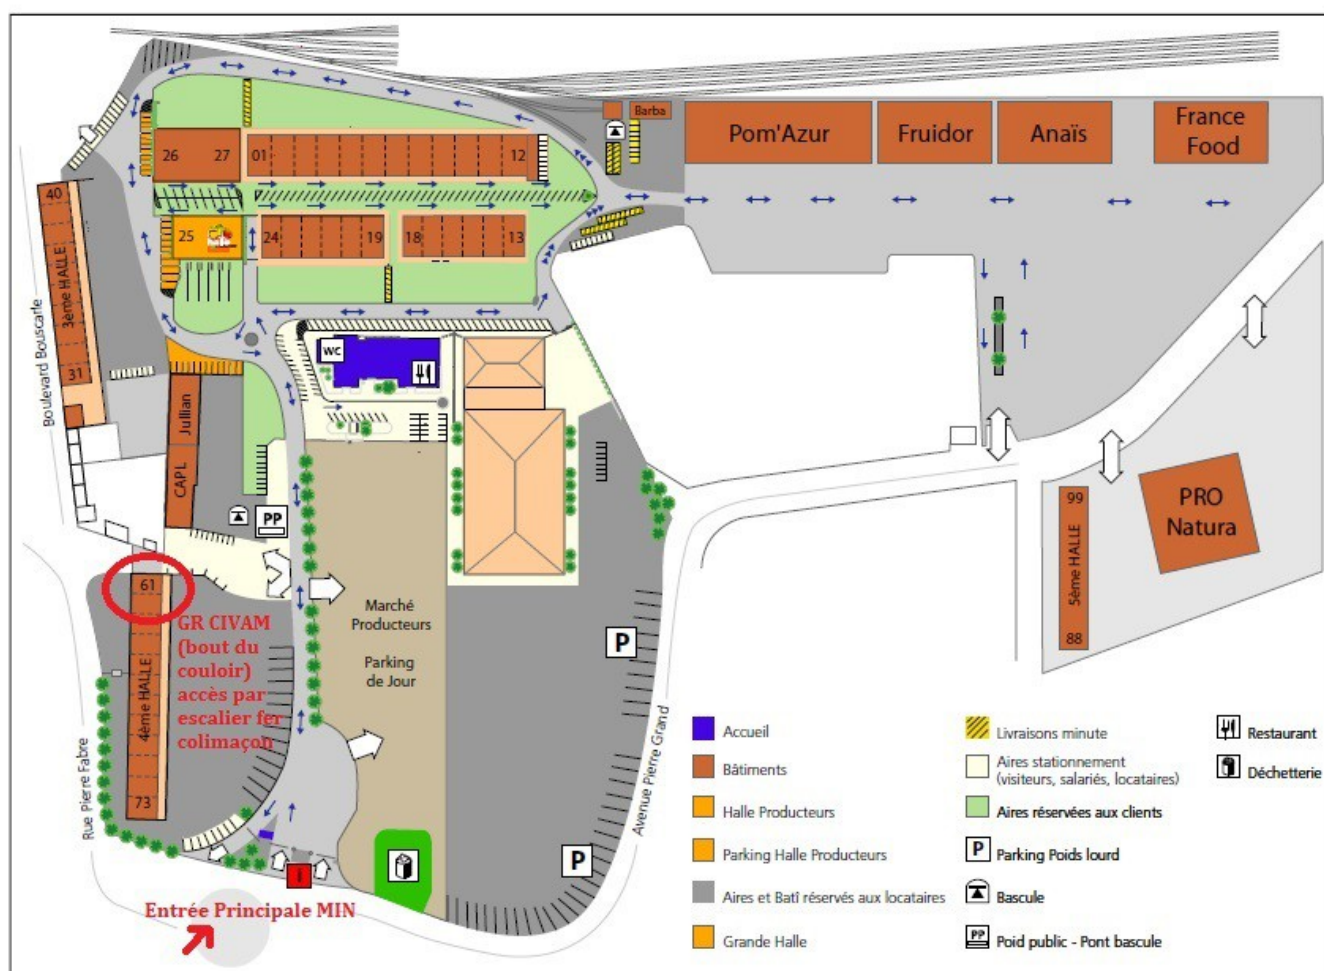 Barba
Pom'Azur
Fruidor
Anaïs
France
Food
26
27
01
12
40
3ème HALLE
31
25
24
19
18
13
Boulevard Bouscarle
WC
Jullian
CAPL
PP
61
GR CIVAM
(bout du
couloir)
accès par
escalier fer
colimaçon
4ème HALLE
73
Marché
Producteurs
Parking
de Jour
P
P
99
5ème HALLE
88
PRO
Natura
Rue Pierre Fabre
Avenue Pierre Grand
i
Entrée Principale MIN
Accueil
Bâtiments
Halle Producteurs
Parking Halle Producteurs
Aires et Batî réservés aux locataires
Grande Halle
Livraisons minute
Aires stationnement
(visiteurs, salariés, locataires)
Aires réservées aux clients
P Parking Poids lourd
Bascule
PP Poid public - Pont bascule
Restaurant
Déchetterie